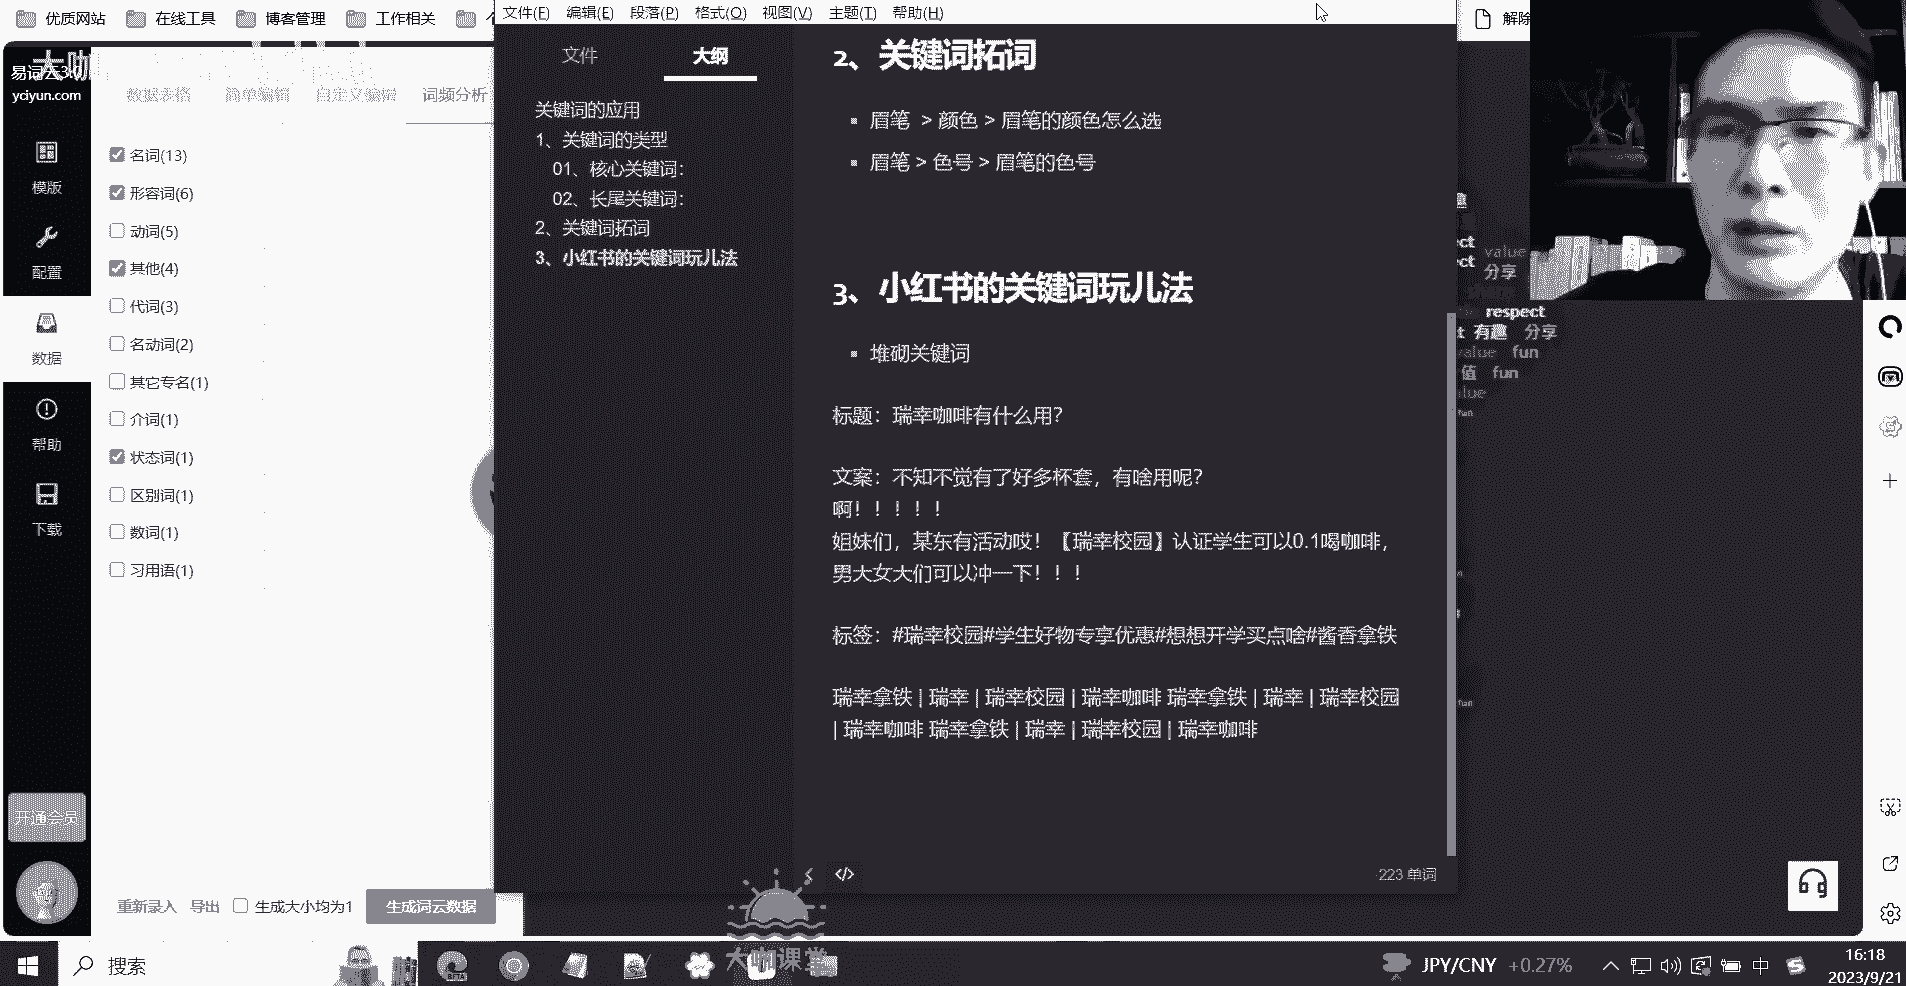 优质网站
在线工具
博客管理
工作相关
文件(F) 编辑(E) 段落(P) 格式(O) 视图(V) 主题(T) 帮助(H)
解除
大咖
易词云3.0
yciyun.com
数据表格 简单编辑 自定义编辑 词频分析
模版
配置
数据
帮助
下载
开通会员
名词(13)
形容词(6)
动词(5)
其他(4)
代词(3)
名动词(2)
其它专名(1)
介词(1)
状态词(1)
区别词(1)
数词(1)
习用语(1)
重新录入 导出 生成大小均为1 生成词云数据
文件 大纲
关键词的应用
1、关键词的类型
01、核心关键词：
02、长尾关键词：
2、关键词拓词
3、小红书的关键词玩儿法
2、关键词拓词
眉笔 > 颜色 > 眉笔的颜色怎么选
眉笔 > 色号 > 眉笔的色号
3、小红书的关键词玩儿法
堆砌关键词
标题：瑞幸咖啡有什么用？
文案：不知不觉有了好多杯套，有啥用呢？
啊！！！！！
姐妹们，某东有活动哎！【瑞幸校园】认证学生可以0.1喝咖啡，
男大女大们可以冲一下！！！
标签：#瑞幸校园#学生好物专享优惠#想想开学买点啥#酱香拿铁
瑞幸拿铁 | 瑞幸 | 瑞幸校园 | 瑞幸咖啡 瑞幸拿铁 | 瑞幸 | 瑞幸校园
| 瑞幸咖啡 瑞幸拿铁 | 瑞幸 | 瑞幸校园 | 瑞幸咖啡
223 单词
value
分享
respect
有趣 分享
value fun
值 fun
大咖课堂
搜索
JPY/CNY +0.27%
中
16:18
2023/9/21